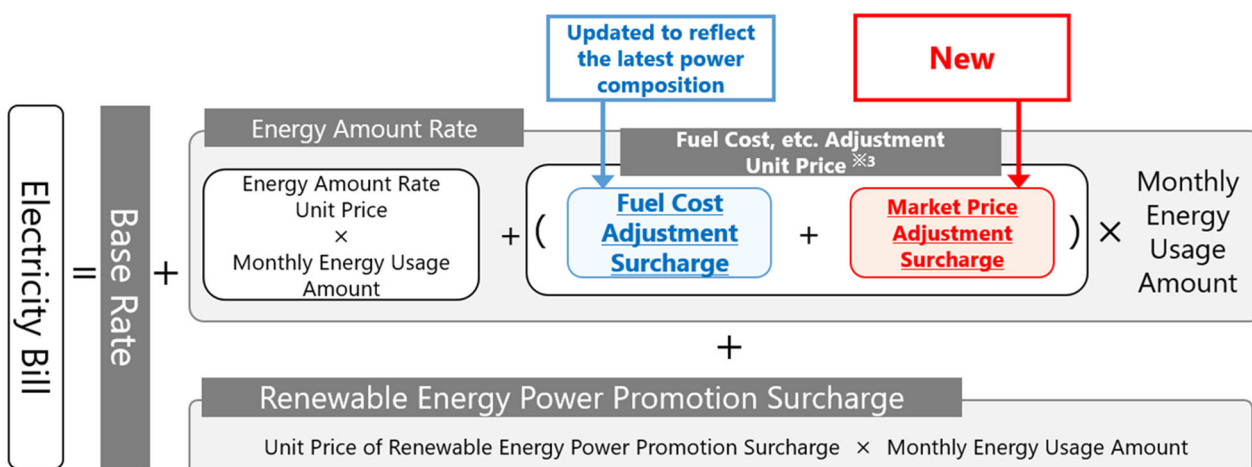 Updated to reflect
the latest power
composition
New
Energy Amount Rate
Fuel Cost, etc. Adjustment
Unit Price ※3
Electricity Bill
=
Base Rate
+
Energy Amount Rate
Unit Price
×
Monthly Energy Usage
Amount
+
(
Fuel Cost
Adjustment
Surcharge
+
Market Price
Adjustment
Surcharge
)
×
Monthly
Energy
Usage
Amount
+
Renewable Energy Power Promotion Surcharge
Unit Price of Renewable Energy Power Promotion Surcharge × Monthly Energy Usage Amount